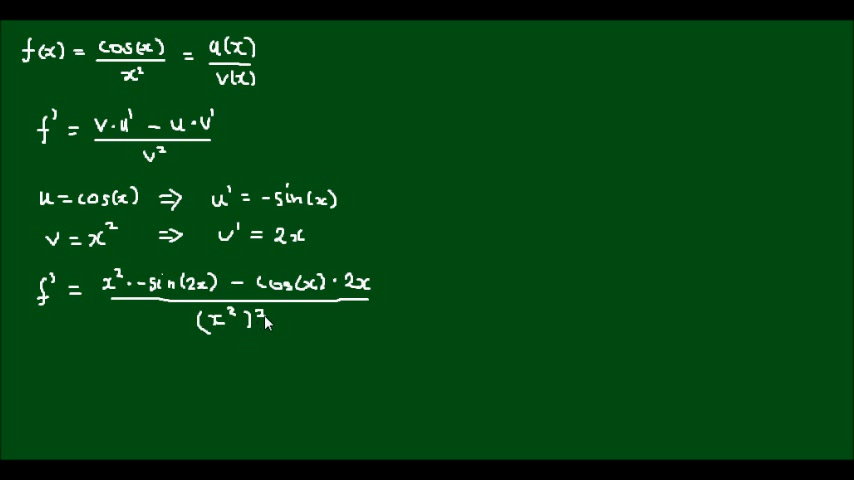 f(x) = cos(x)/x² = u(x)/v(x)
f' = (v·u' - u·v')/v²
u = cos(x) ⇒ u' = -sin(x)
v = x² ⇒ v' = 2x
f' = (x²·-sin(2x) - cos(x)·2x)/(x²)²